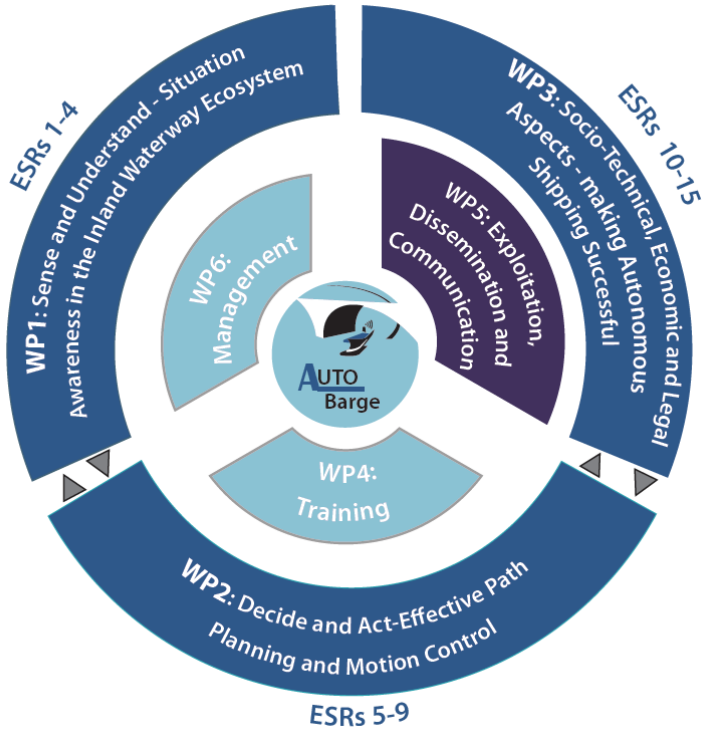 ESRs 1-4
WP1: Sense and Understand - Situation
Awareness in the Inland Waterway Ecosystem
ESRs 10-15
WP3: Socio-Technical, Economic and Legal
Aspects - making Autonomous
Shipping Successful
WP6:
Management
WP5: Exploitation,
Dissemination and
Communication
AUTO
Barge
WP4:
Training
WP2: Decide and Act-Effective Path
Planning and Motion Control
ESRs 5-9